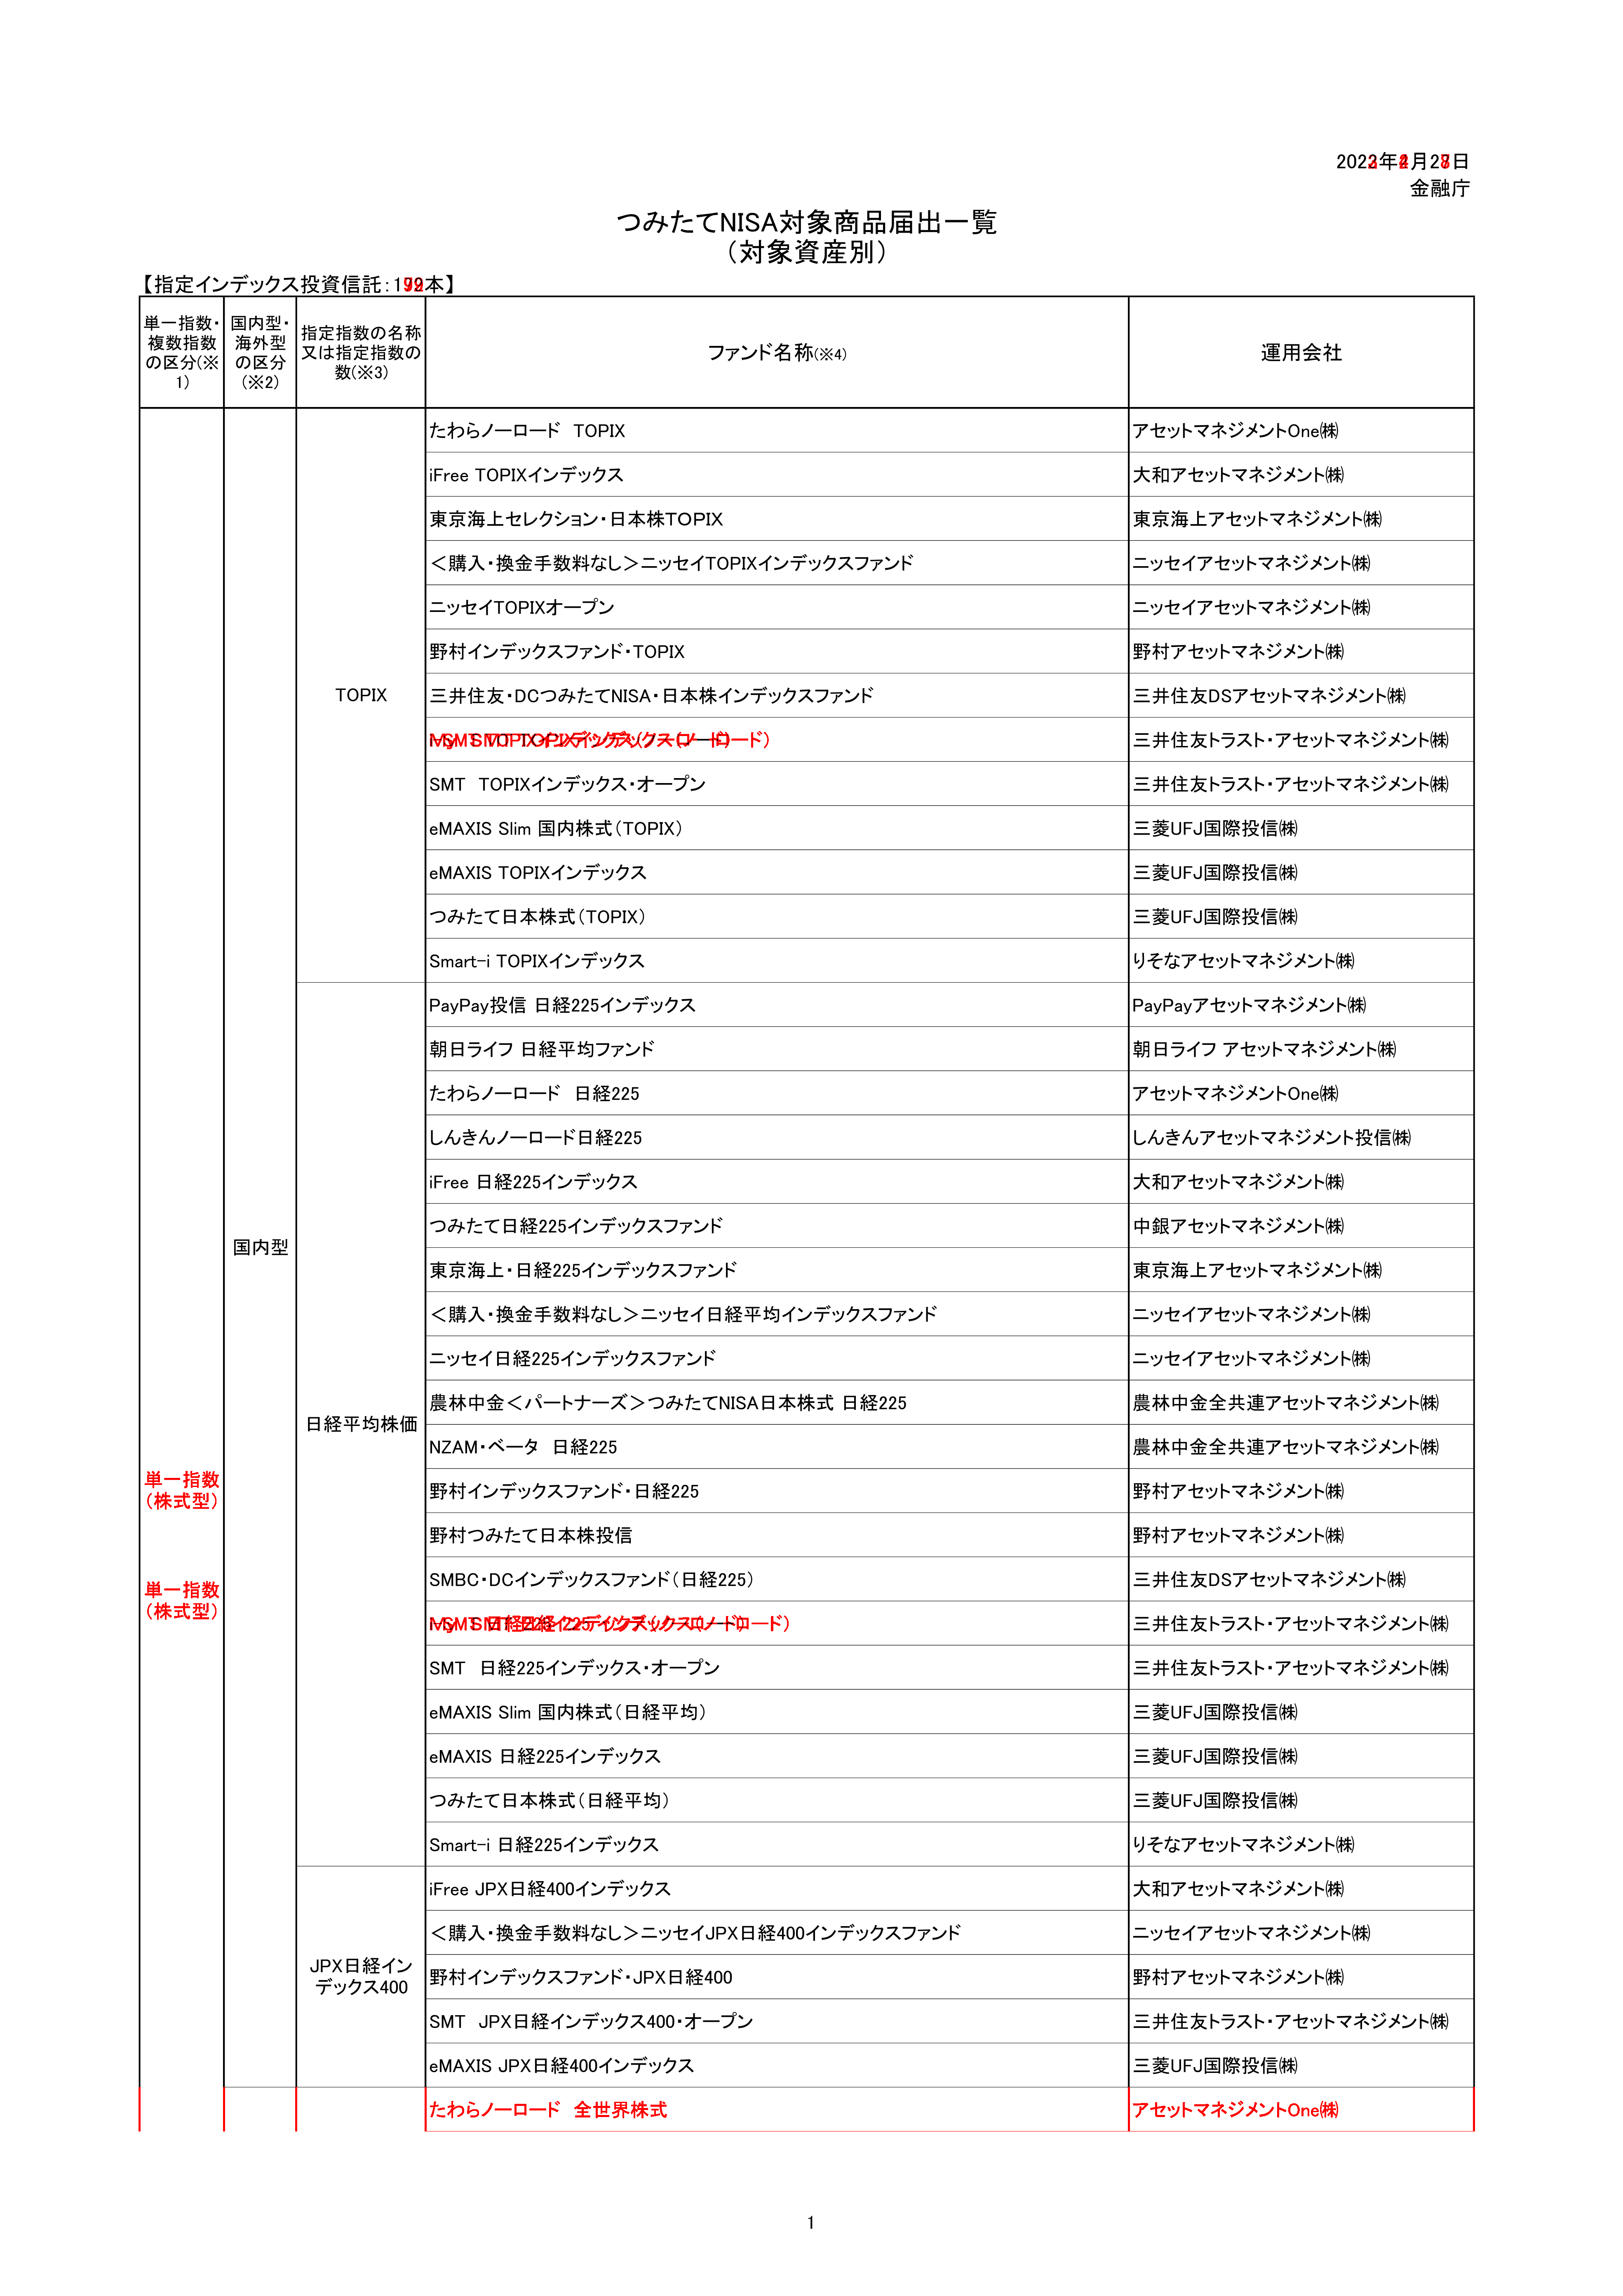 金融庁
つみたてNISA対象商品届出一覧
（対象資産別）
【指定インデックス投資信託：本】
単一指数・
複数指数
の区分(※
1)
国内型・
海外型
の区分
（※2）
指定指数の名称
又は指定指数の
数(※3)
ファンド名称(※4)
運用会社
単一指数
（株式型）
単一指数
（株式型）
国内型
TOPIX
たわらノーロード　TOPIX
アセットマネジメントOne㈱
iFree TOPIXインデックス
大和アセットマネジメント㈱
東京海上セレクション・日本株TOPIX
東京海上アセットマネジメント㈱
＜購入・換金手数料なし＞ニッセイTOPIXインデックスファンド
ニッセイアセットマネジメント㈱
ニッセイTOPIXオープン
ニッセイアセットマネジメント㈱
野村インデックスファンド・TOPIX
野村アセットマネジメント㈱
三井住友・DCつみたてNISA・日本株インデックスファンド
三井住友DSアセットマネジメント㈱
三井住友トラスト・アセットマネジメント㈱
SMT　TOPIXインデックス・オープン
三井住友トラスト・アセットマネジメント㈱
eMAXIS Slim 国内株式（TOPIX）
三菱UFJ国際投信㈱
eMAXIS TOPIXインデックス
三菱UFJ国際投信㈱
つみたて日本株式（TOPIX）
三菱UFJ国際投信㈱
Smart-i TOPIXインデックス
りそなアセットマネジメント㈱
日経平均株価
PayPay投信 日経225インデックス
PayPayアセットマネジメント㈱
朝日ライフ 日経平均ファンド
朝日ライフ アセットマネジメント㈱
たわらノーロード　日経225
アセットマネジメントOne㈱
しんきんノーロード日経225
しんきんアセットマネジメント投信㈱
iFree 日経225インデックス
大和アセットマネジメント㈱
つみたて日経225インデックスファンド
中銀アセットマネジメント㈱
東京海上・日経225インデックスファンド
東京海上アセットマネジメント㈱
＜購入・換金手数料なし＞ニッセイ日経平均インデックスファンド
ニッセイアセットマネジメント㈱
ニッセイ日経225インデックスファンド
ニッセイアセットマネジメント㈱
農林中金＜パートナーズ＞つみたてNISA日本株式 日経225
農林中金全共連アセットマネジメント㈱
NZAM・ベータ　日経225
農林中金全共連アセットマネジメント㈱
野村インデックスファンド・日経225
野村アセットマネジメント㈱
野村つみたて日本株投信
野村アセットマネジメント㈱
SMBC・DCインデックスファンド（日経225）
三井住友DSアセットマネジメント㈱
三井住友トラスト・アセットマネジメント㈱
SMT　日経225インデックス・オープン
三井住友トラスト・アセットマネジメント㈱
eMAXIS Slim 国内株式（日経平均）
三菱UFJ国際投信㈱
eMAXIS 日経225インデックス
三菱UFJ国際投信㈱
つみたて日本株式（日経平均）
三菱UFJ国際投信㈱
Smart-i 日経225インデックス
りそなアセットマネジメント㈱
JPX日経イン
デックス400
iFree JPX日経400インデックス
大和アセットマネジメント㈱
＜購入・換金手数料なし＞ニッセイJPX日経400インデックスファンド
ニッセイアセットマネジメント㈱
野村インデックスファンド・JPX日経400
野村アセットマネジメント㈱
SMT　JPX日経インデックス400・オープン
三井住友トラスト・アセットマネジメント㈱
eMAXIS JPX日経400インデックス
三菱UFJ国際投信㈱
たわらノーロード　全世界株式
アセットマネジメントOne㈱
1